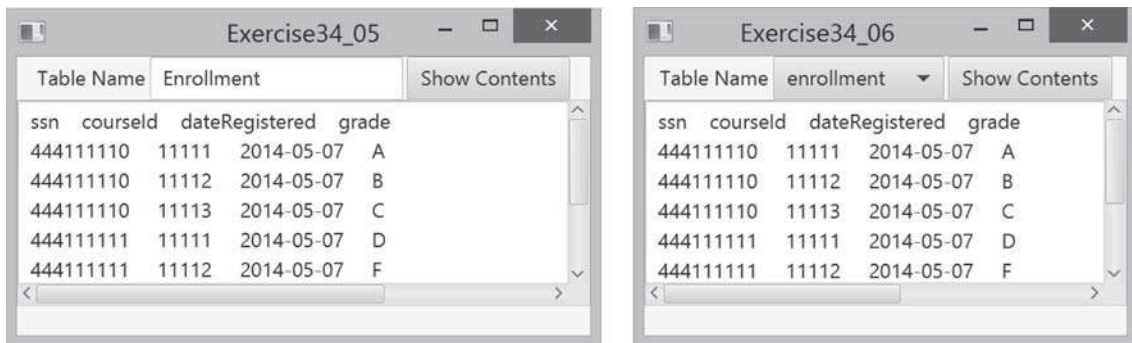 Exercise34_05
Table Name Enrollment Show Contents
ssn courseId dateRegistered grade
444111110 11111 2014-05-07 A
444111110 11112 2014-05-07 B
444111110 11113 2014-05-07 C
444111111 11111 2014-05-07 D
444111111 11112 2014-05-07 F
Exercise34_06
Table Name enrollment Show Contents
ssn courseId dateRegistered grade
444111110 11111 2014-05-07 A
444111110 11112 2014-05-07 B
444111110 11113 2014-05-07 C
444111111 11111 2014-05-07 D
444111111 11112 2014-05-07 F